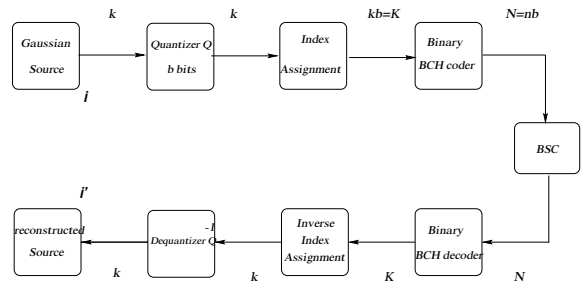 k
k
kb=K
N=nb
Gaussian
Source
Quantizer Q
b bits
Index
Assignment
Binary
BCH coder
j
BSC
j'
reconstructed
Source
-1
Dequantizer Q
Inverse
Index
Assignment
Binary
BCH decoder
k
k
K
N